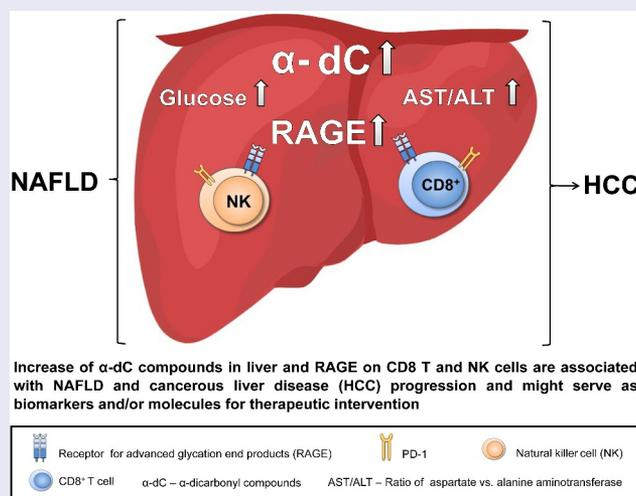 α- dC
Glucose
AST/ALT
RAGE
NAFLD
NK
CD8+
HCC
Increase of α-dC compounds in liver and RAGE on CD8 T and NK cells are associated
with NAFLD and cancerous liver disease (HCC) progression and might serve as
biomarkers and/or molecules for therapeutic intervention
Receptor for advanced glycation end products (RAGE)
PD-1
Natural killer cell (NK)
CD8+ T cell
α-dC – α-dicarbonyl compounds
AST/ALT – Ratio of aspartate vs. alanine aminotransferase